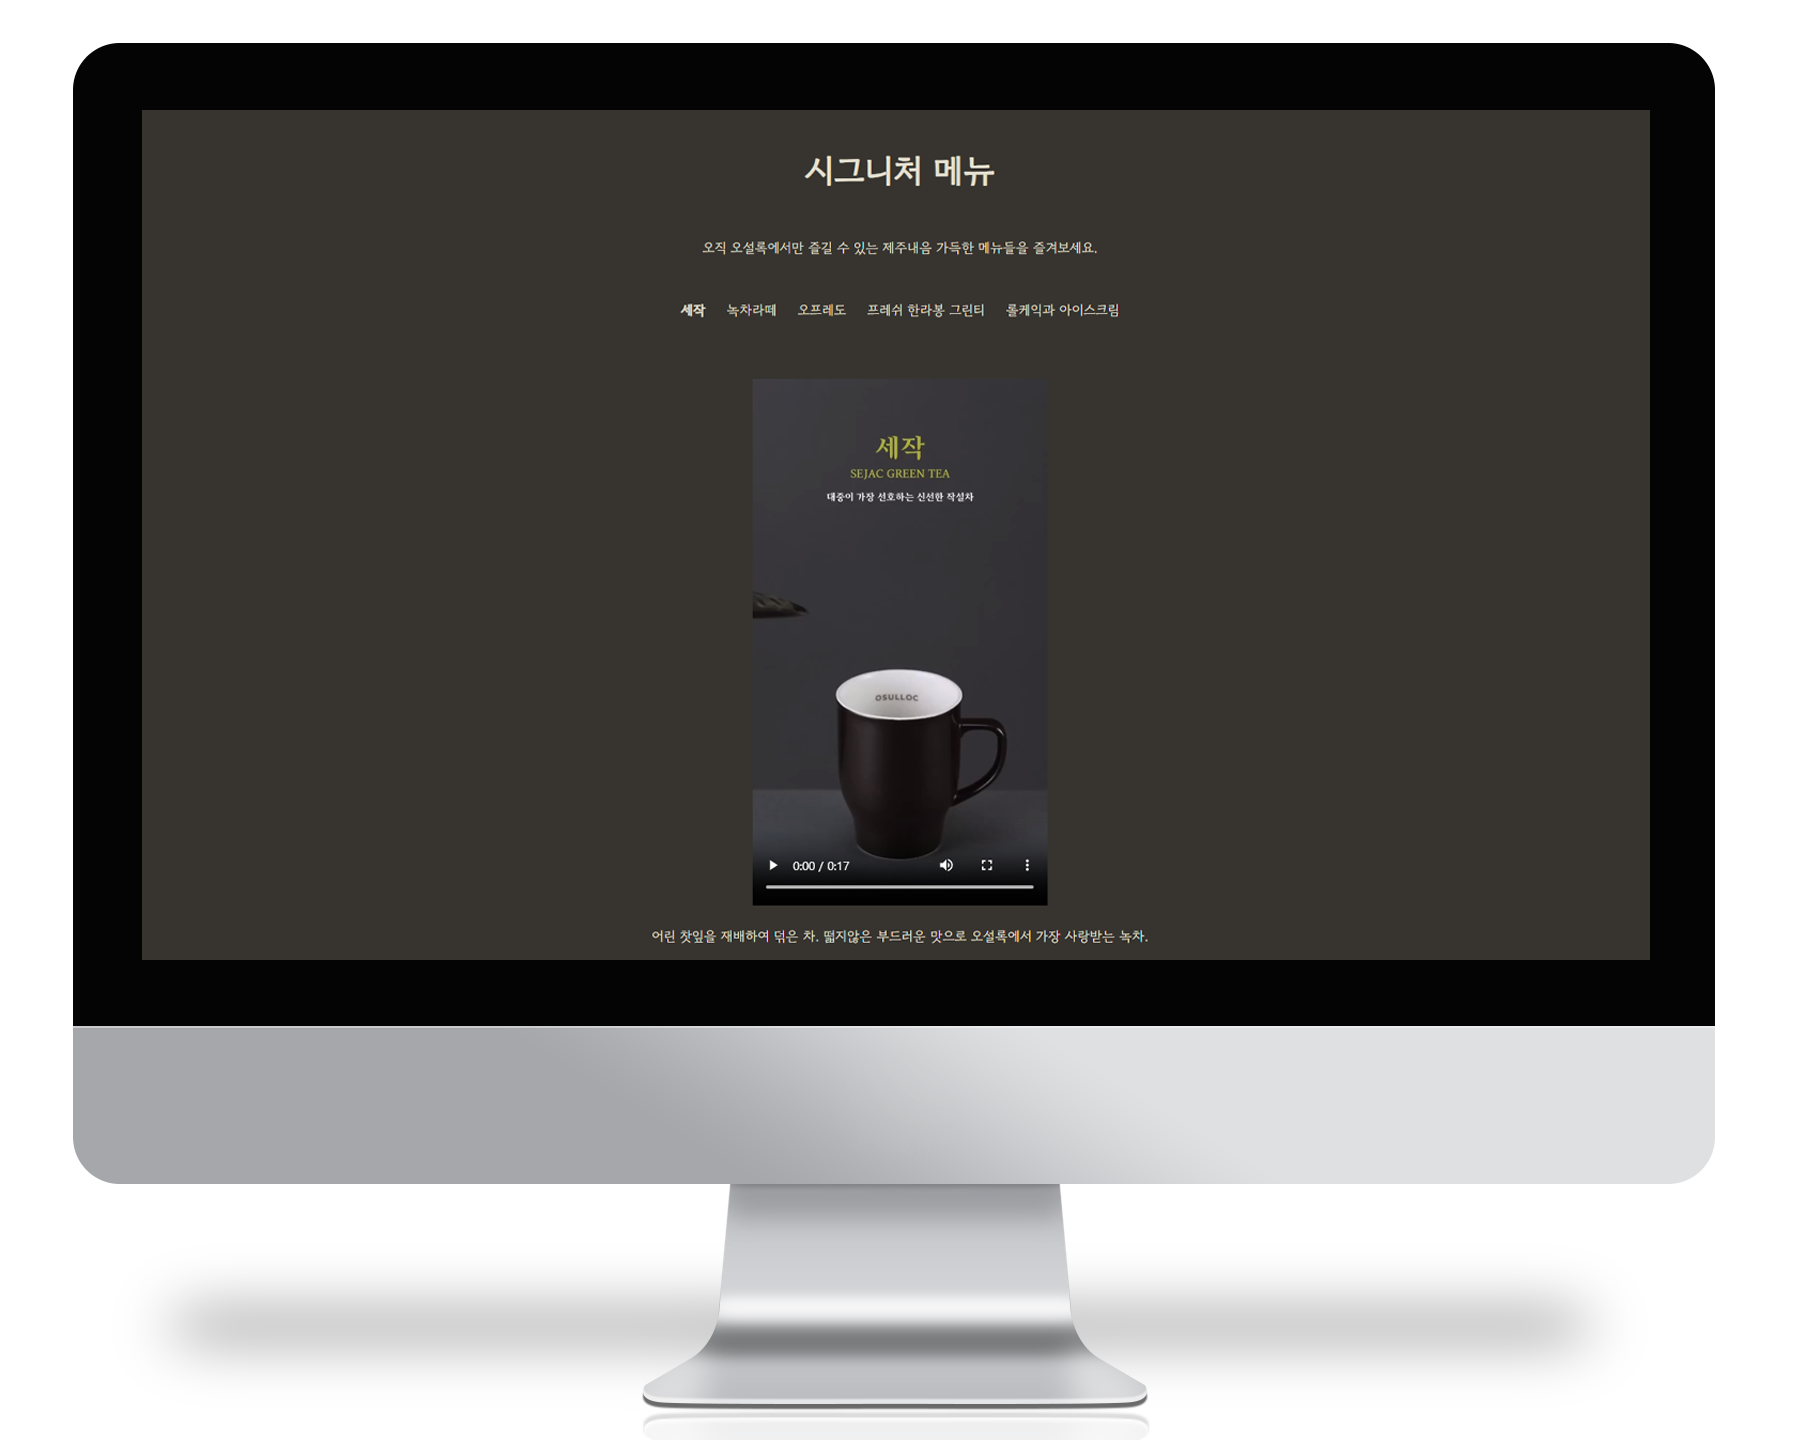 시그니처 메뉴
오직 오설록에서만 즐길 수 있는 제주내음 가득한 메뉴들을 즐겨보세요.
세작 녹차라떼 오프레도 프레쉬 한라봉 그린티 롤케익과 아이스크림
세작
SEJAC GREEN TEA
대중이 가장 선호하는 신선한 작설차
OSULLOC
0:00 / 0:17
어린 찻잎을 재배하여 덖은 차. 떫지않은 부드러운 맛으로 오설록에서 가장 사랑받는 녹차.